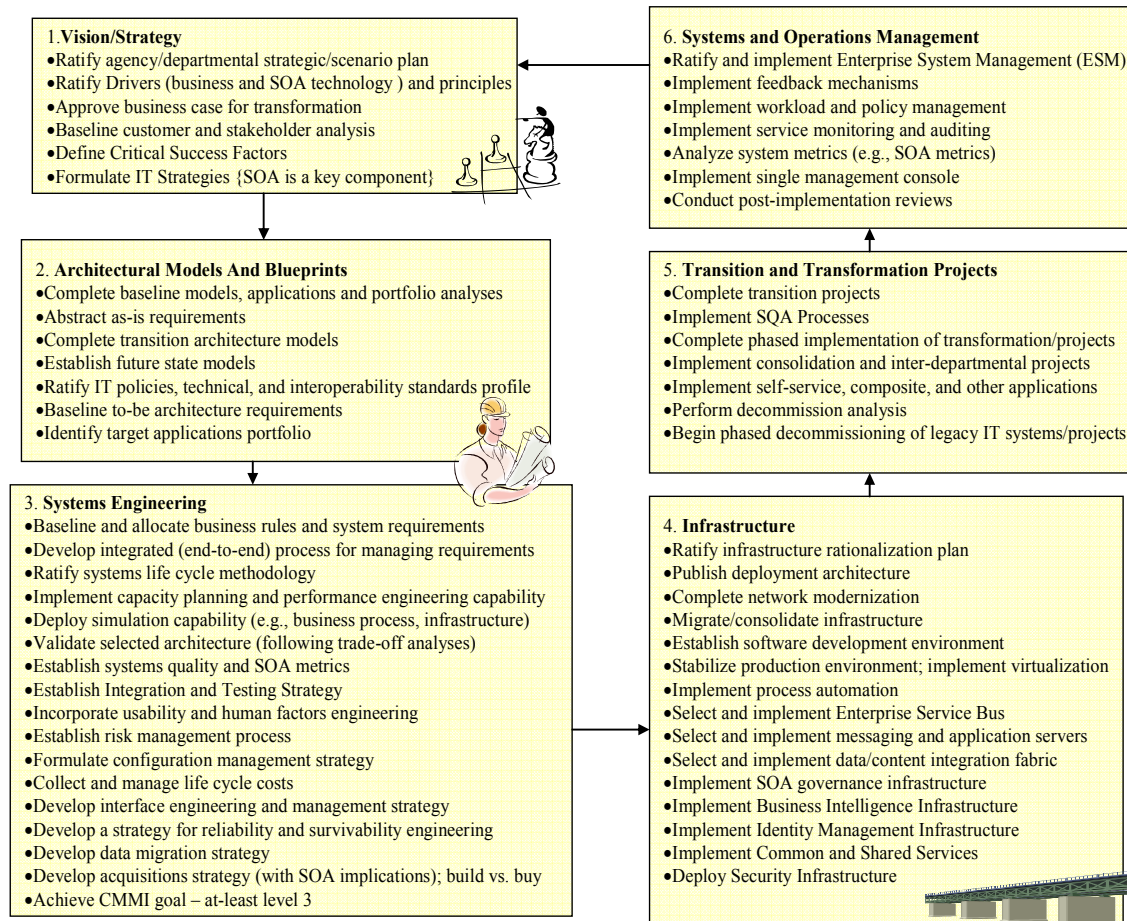 1.Vision/Strategy
•Ratify agency/departmental strategic/scenario plan
•Ratify Drivers (business and SOA technology ) and principles
•Approve business case for transformation
•Baseline customer and stakeholder analysis
•Define Critical Success Factors
•Formulate IT Strategies {SOA is a key component}
2. Architectural Models And Blueprints
•Complete baseline models, applications and portfolio analyses
•Abstract as-is requirements
•Complete transition architecture models
•Establish future state models
•Ratify IT policies, technical, and interoperability standards profile
•Baseline to-be architecture requirements
•Identify target applications portfolio
3. Systems Engineering
•Baseline and allocate business rules and system requirements
•Develop integrated (end-to-end) process for managing requirements
•Ratify systems life cycle methodology
•Implement capacity planning and performance engineering capability
•Deploy simulation capability (e.g., business process, infrastructure)
•Validate selected architecture (following trade-off analyses)
•Establish systems quality and SOA metrics
•Establish Integration and Testing Strategy
•Incorporate usability and human factors engineering
•Establish risk management process
•Formulate configuration management strategy
•Collect and manage life cycle costs
•Develop interface engineering and management strategy
•Develop a strategy for reliability and survivability engineering
•Develop data migration strategy
•Develop acquisitions strategy (with SOA implications); build vs. buy
•Achieve CMMI goal – at-least level 3
4. Infrastructure
•Ratify infrastructure rationalization plan
•Publish deployment architecture
•Complete network modernization
•Migrate/consolidate infrastructure
•Establish software development environment
•Stabilize production environment; implement virtualization
•Implement process automation
•Select and implement Enterprise Service Bus
•Select and implement messaging and application servers
•Select and implement data/content integration fabric
•Implement SOA governance infrastructure
•Implement Business Intelligence Infrastructure
•Implement Identity Management Infrastructure
•Implement Common and Shared Services
•Deploy Security Infrastructure
5. Transition and Transformation Projects
•Complete transition projects
•Implement SQA Processes
•Complete phased implementation of transformation/projects
•Implement consolidation and inter-departmental projects
•Implement self-service, composite, and other applications
•Perform decommission analysis
•Begin phased decommissioning of legacy IT systems/projects
6. Systems and Operations Management
•Ratify and implement Enterprise System Management (ESM)
•Implement feedback mechanisms
•Implement workload and policy management
•Implement service monitoring and auditing
•Analyze system metrics (e.g., SOA metrics)
•Implement single management console
•Conduct post-implementation reviews